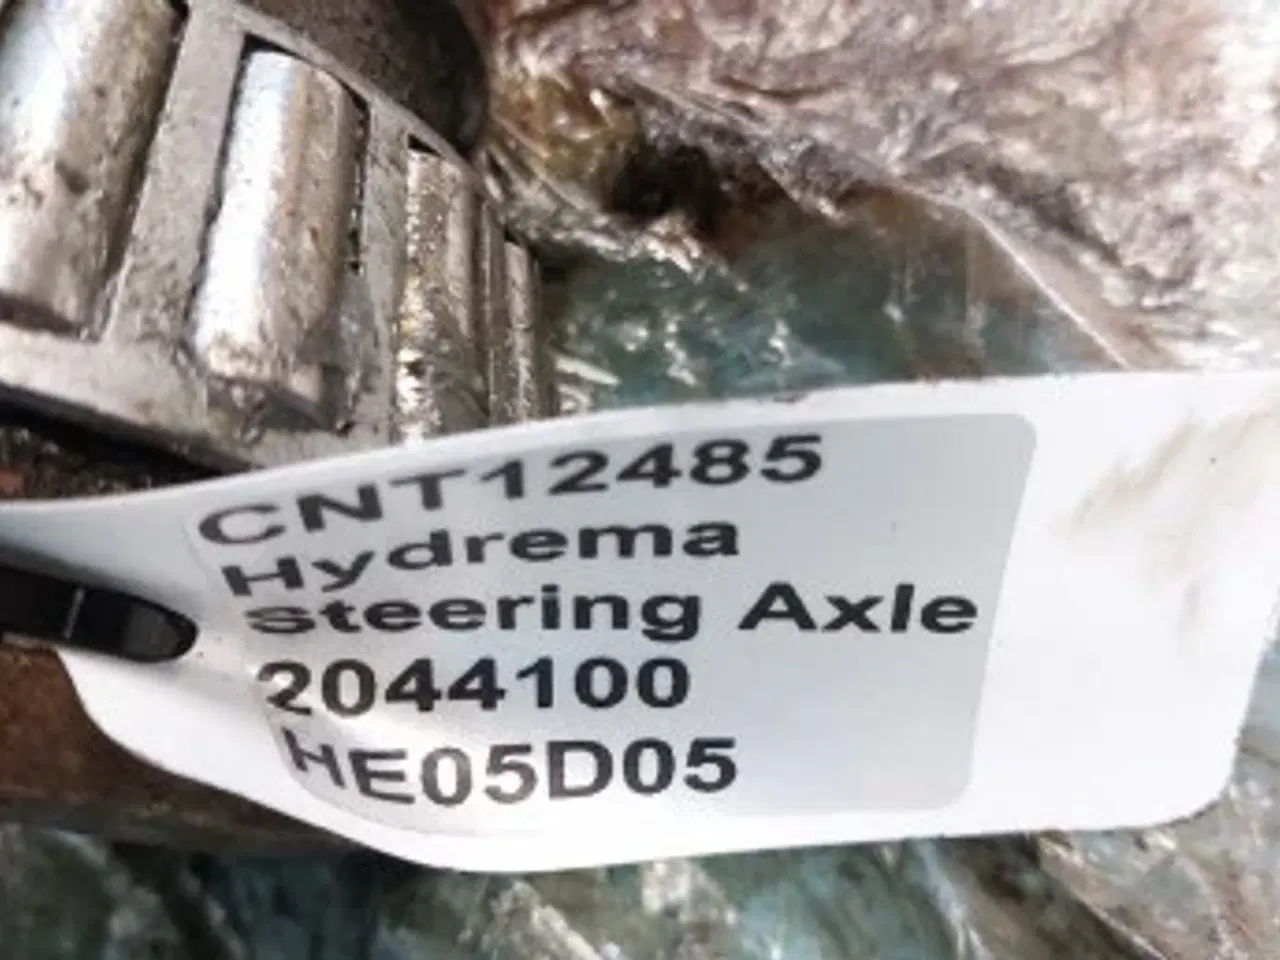 CNT12485
Hydrema
Steering Axle
2044100
HE05D05